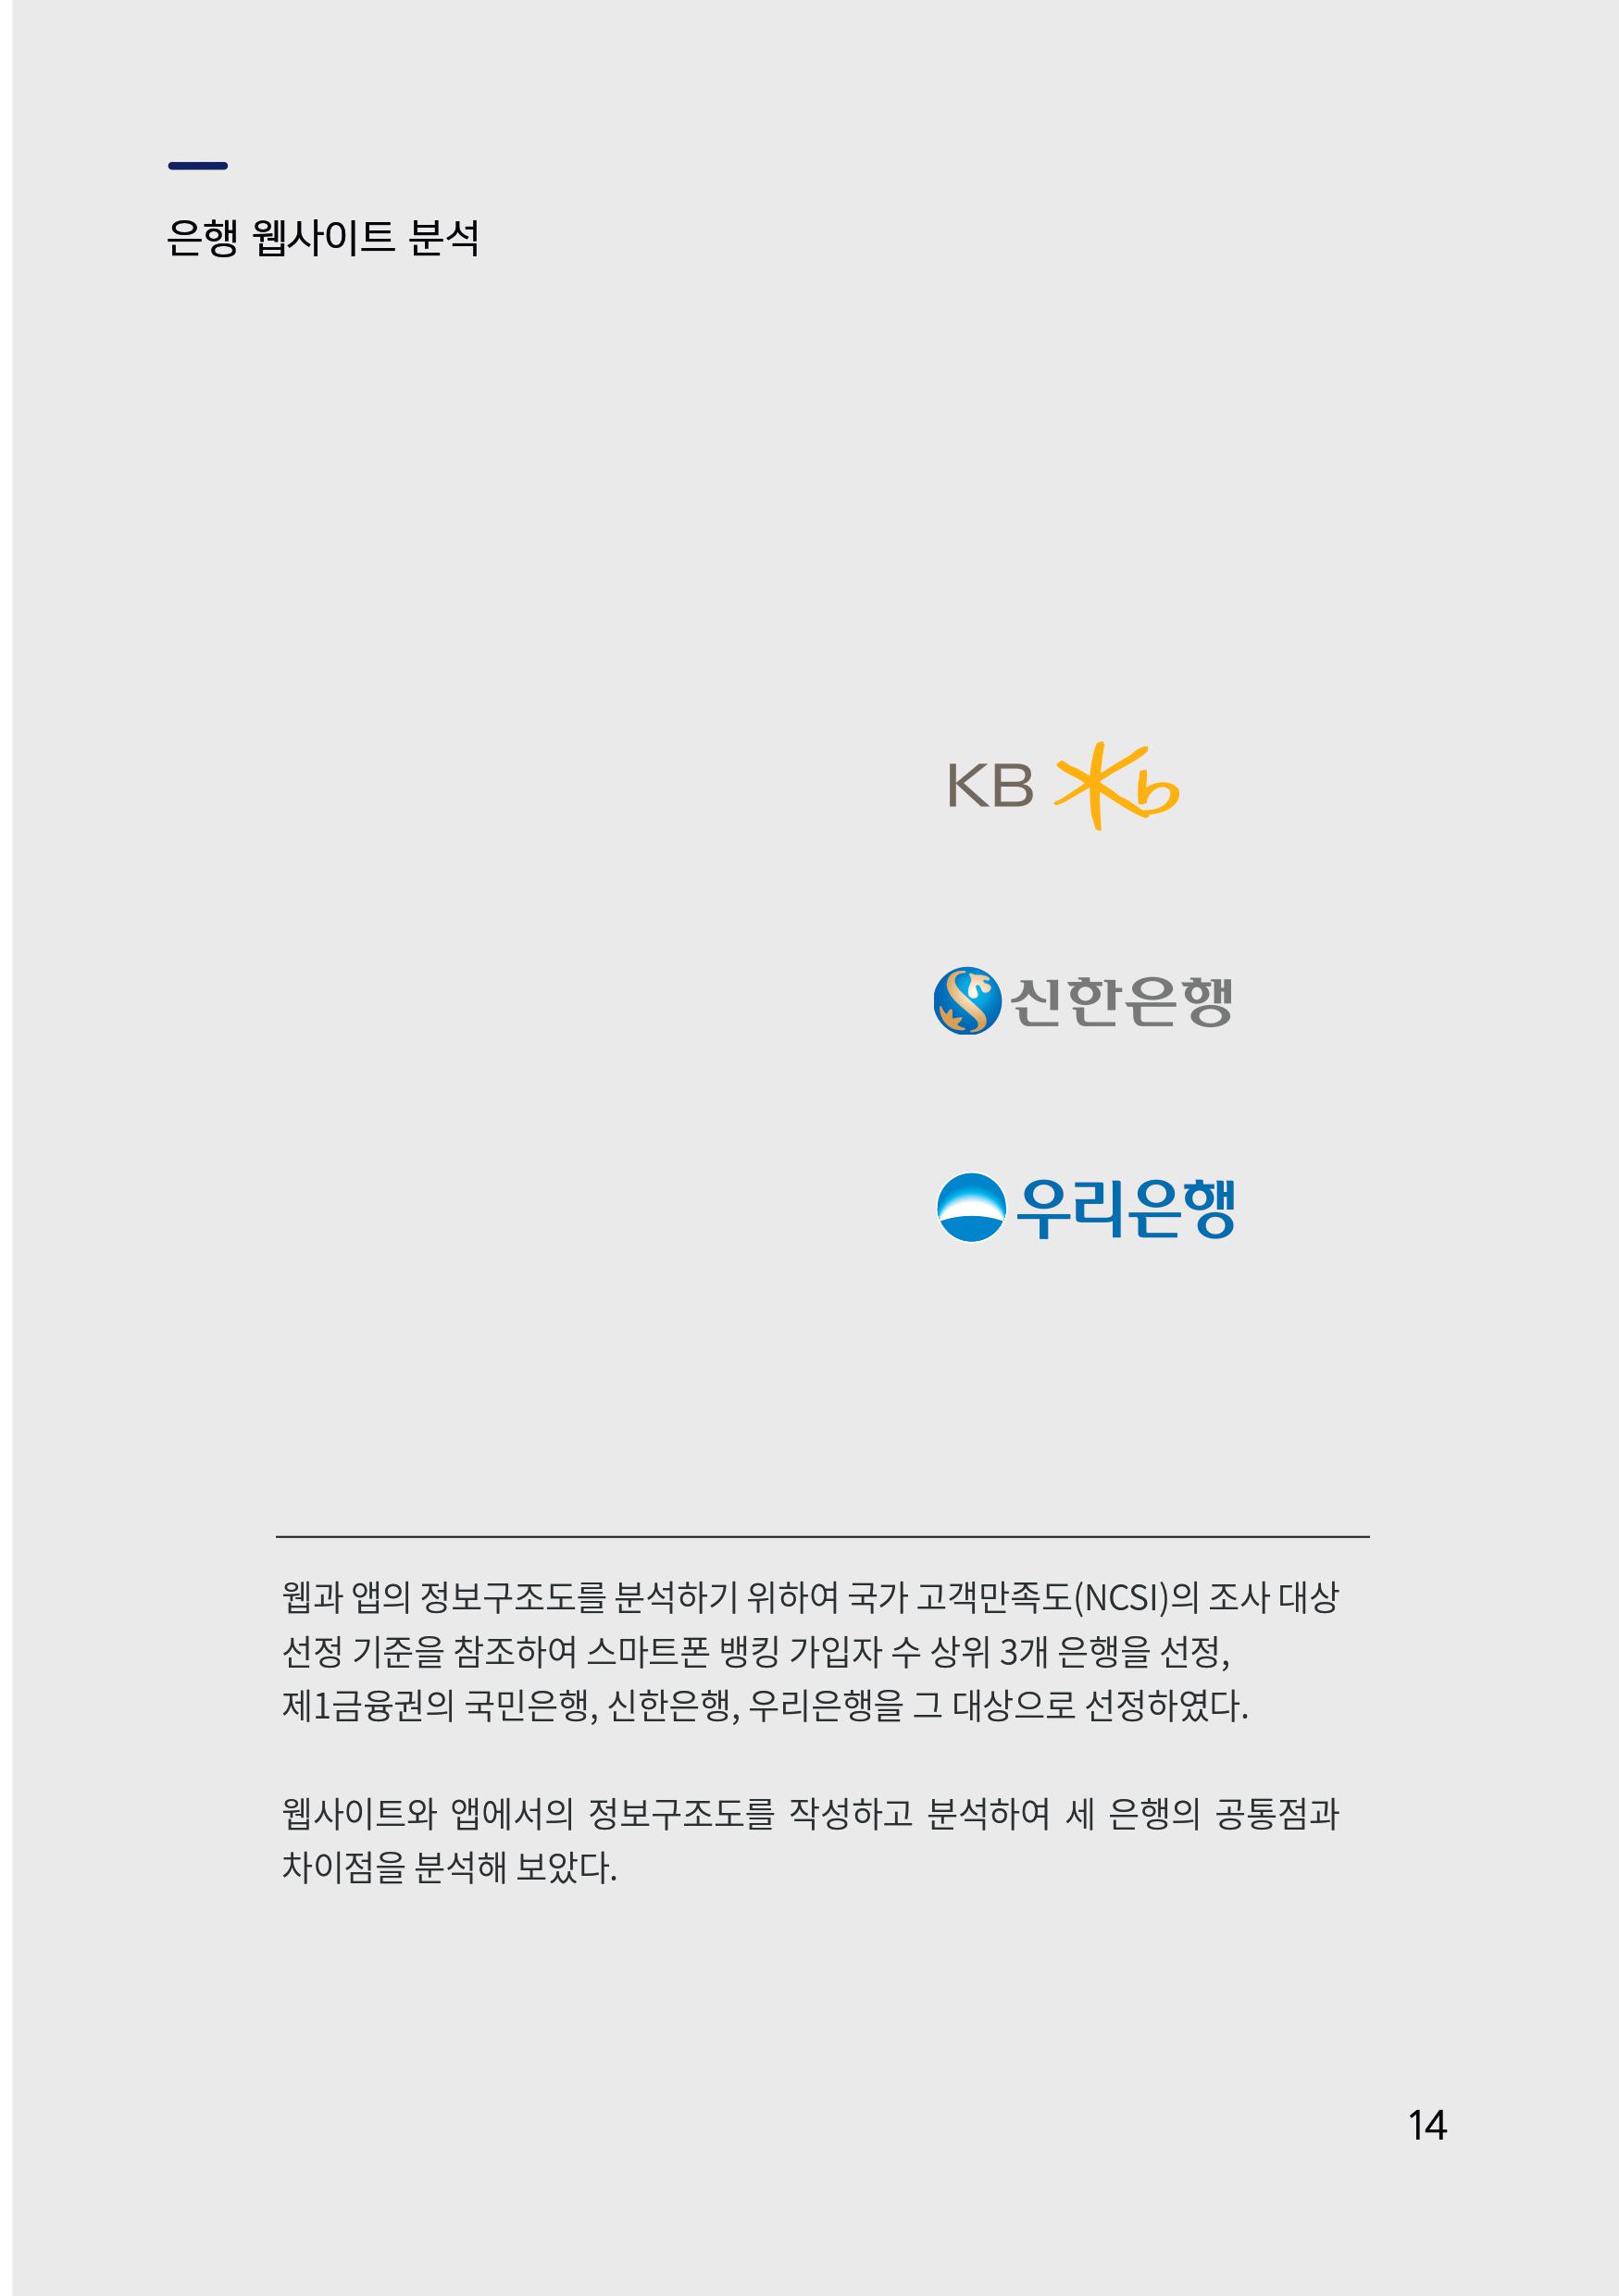 은행 웹사이트 분석
KB
신한은행
우리은행
웹과 앱의 정보구조도를 분석하기 위하여 국가 고객만족도(NCSI)의 조사 대상
선정 기준을 참조하여 스마트폰 뱅킹 가입자 수 상위 3개 은행을 선정,
제1금융권의 국민은행, 신한은행, 우리은행을 그 대상으로 선정하였다.
웹사이트와 앱에서의 정보구조도를 작성하고 분석하여 세 은행의 공통점과
차이점을 분석해 보았다.
14